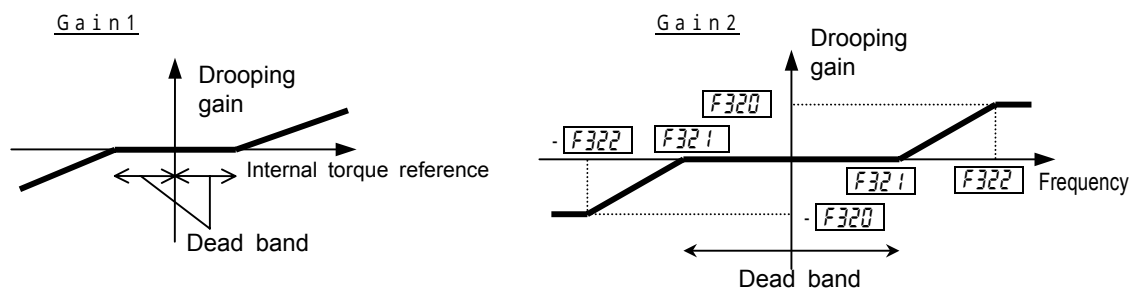 Gain1
Drooping
gain
Internal torque reference
Dead band
Gain2
Drooping
gain
F320
- F322
F321
F321
F322
Frequency
- F320
Dead band